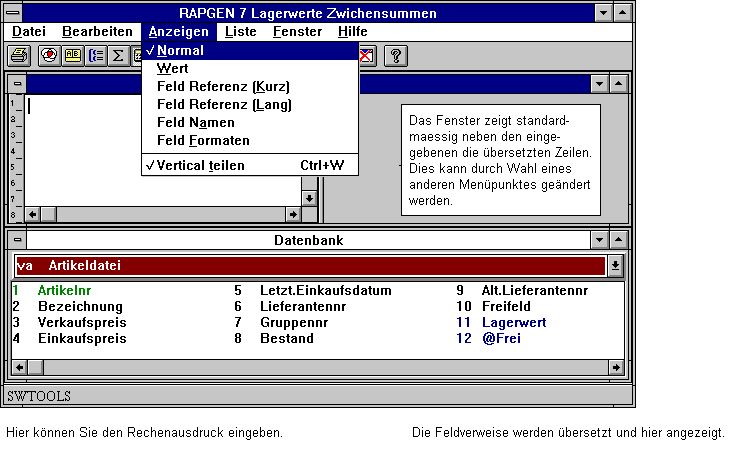 RAPGEN 7 Lagerwerte Zwichensummen
Datei Bearbeiten Anzeigen Liste Fenster Hilfe
√Normal
Wert
Feld Referenz (Kurz)
Feld Referenz (Lang)
Feld Namen
Feld Formaten
√Vertical teilen Ctrl+W
1
2
3
4
5
6
7
8
Das Fenster zeigt standard-
maessig neben den einge-
gebenen die übersetzten Zeilen.
Dies kann durch Wahl eines
anderen Menüpunktes geändert
werden.
Datenbank
va Artikeldatei
1 Artikelnr 5 Letzt.Einkaufsdatum 9 Alt.Lieferantennr
2 Bezeichnung 6 Lieferantennr 10 Freifeld
3 Verkaufspreis 7 Gruppennr 11 Lagerwert
4 Einkaufspreis 8 Bestand 12 @Frei
SWTOOLS
Hier können Sie den Rechenausdruck eingeben. Die Feldverweise werden übersetzt und hier angezeigt.